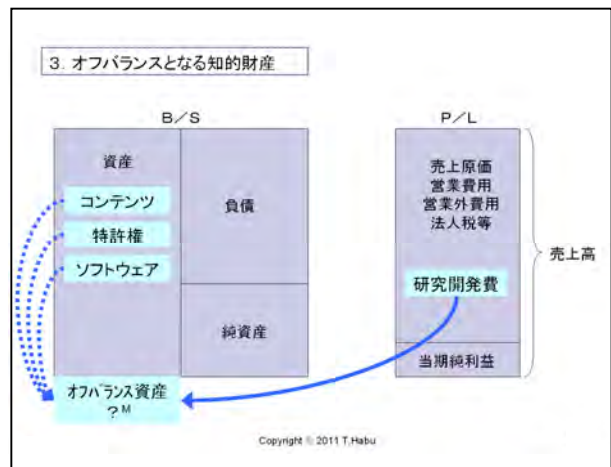 3．オフバランスとなる知的財産
B／S
資産
コンテンツ
特許権
ソフトウェア
負債
純資産
オフバランス資産
？M
P／L
売上原価
営業費用
営業外費用
法人税等
研究開発費
当期純利益
売上高
Copyright © 2011 T.Habu